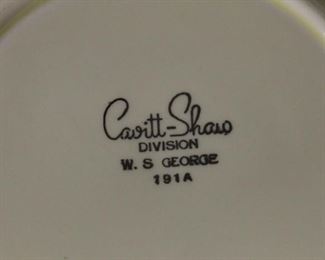 Cavitt-Shaw
DIVISION
W. S GEORGE
191A